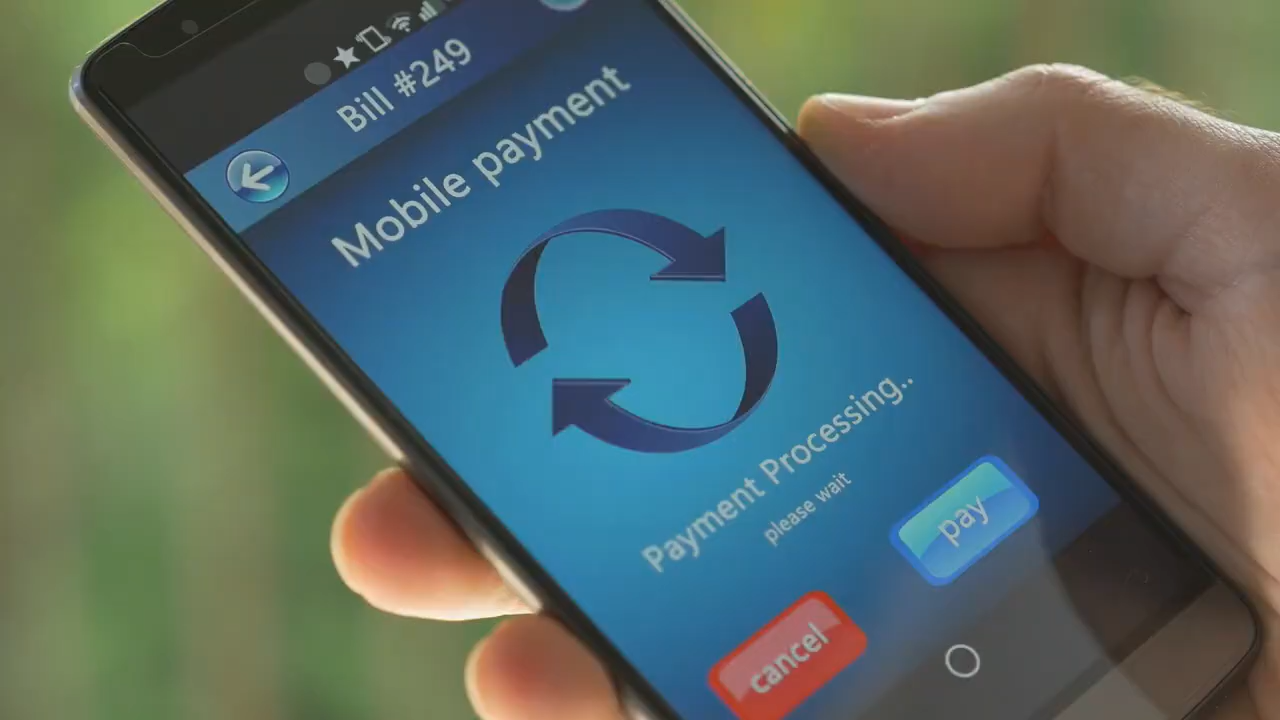 Bill #249
Mobile payment
Payment Processing..
please wait
pay
cancel